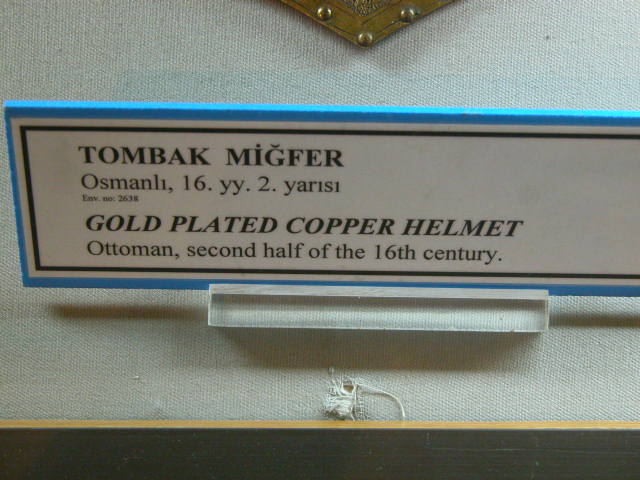 TOMBAK MİĞFER
Osmanlı, 16. yy. 2. yarısı
Env. no: 2638
GOLD PLATED COPPER HELMET
Ottoman, second half of the 16th century.